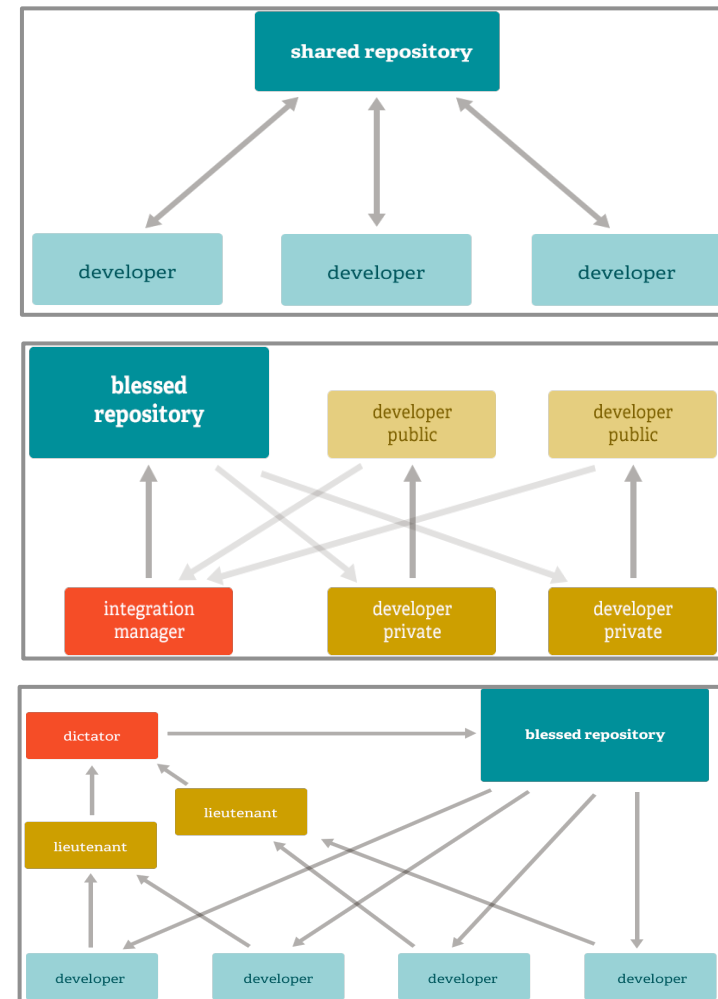 shared repository
developer
developer
developer
blessed
repository
developer
public
developer
public
integration
manager
developer
private
developer
private
dictator
blessed repository
lieutenant
lieutenant
developer
developer
developer
developer